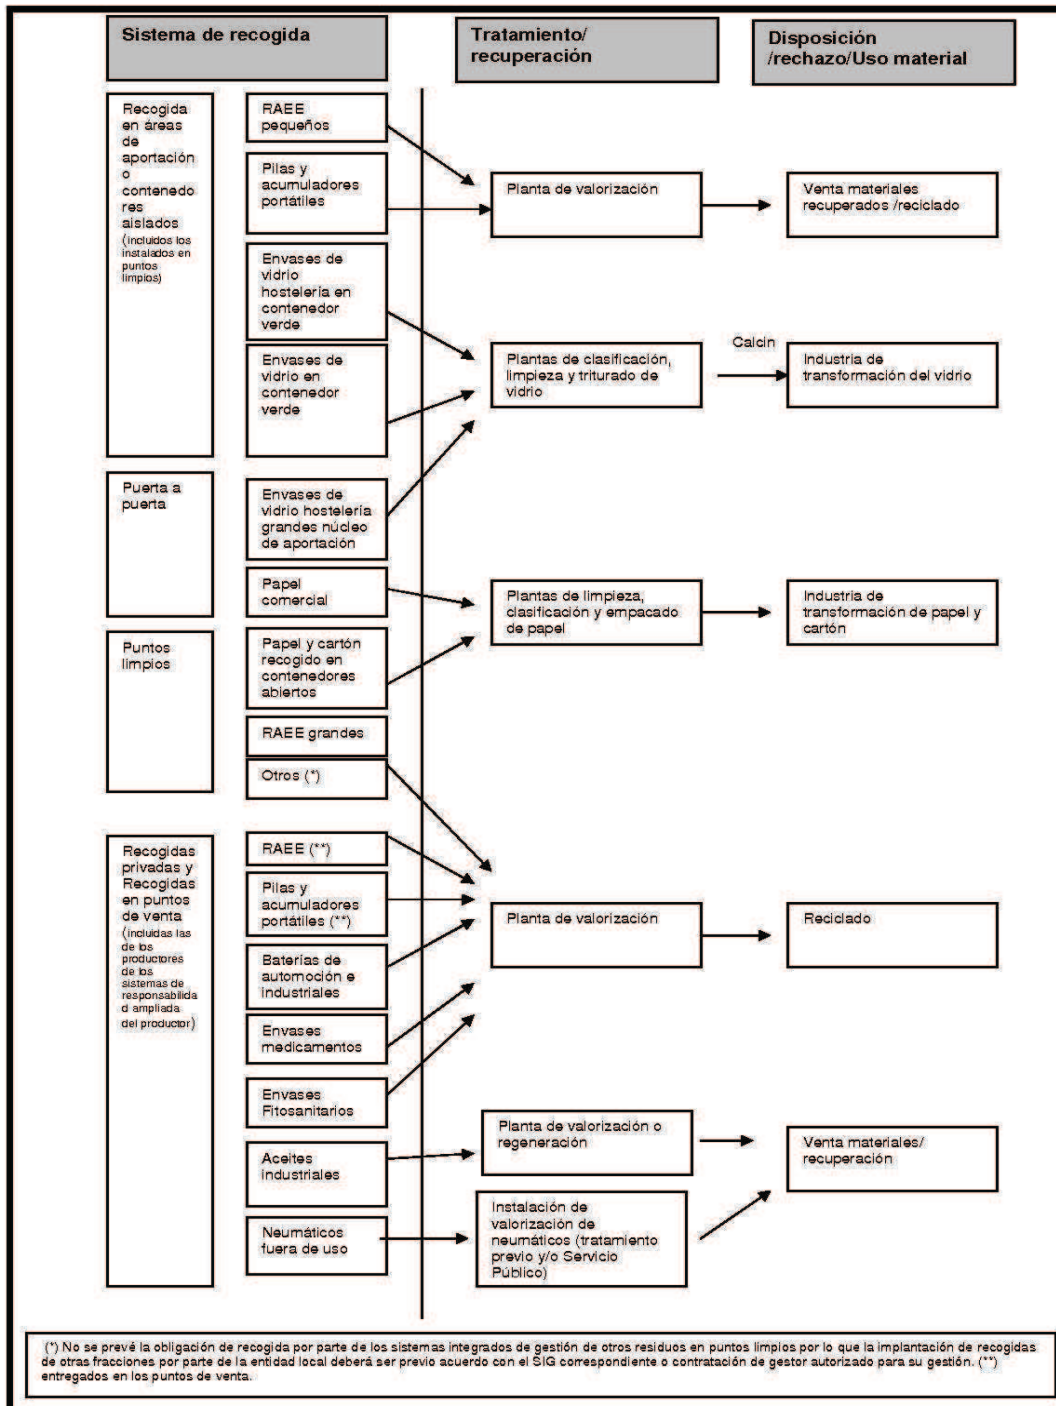 Sistema de recogida
Tratamiento/
recuperación
Disposición
/rechazo/Uso material
Recogida
en áreas
de
aportación
o
contenedo
res
aislados
(incluidos los
instalados en
puntos
limpios)
RAEE
pequeños
Pilas y
acumuladores
portátiles
Envases de
vidrio
hostelería en
contenedor
verde
Envases de
vidrio en
contenedor
verde
Planta de valorización
Venta materiales
recuperados /reciclado
Plantas de clasificación,
limpieza y triturado de
vidrio
Calcin
Industria de
transformación del vidrio
Puerta a
puerta
Envases de
vidrio hostelería
grandes núcleo
de aportación
Papel
comercial
Plantas de limpieza,
clasificación y empacado
de papel
Industria de
transformación de papel y
cartón
Puntos
limpios
Papel y cartón
recogido en
contenedores
abiertos
RAEE grandes
Otros (*)
Recogidas
privadas y
Recogidas
en puntos
de venta
(incluidas las
de los
productores
de los
sistemas de
responsabilida
d ampliada
del productor)
RAEE (**)
Pilas y
acumuladores
portátiles (**)
Baterías de
automoción e
industriales
Envases
medicamentos
Envases
Fitosanitarios
Aceites
industriales
Neumáticos
fuera de uso
Planta de valorización
Reciclado
Planta de valorización o
regeneración
Instalación de
valorización de
neumáticos (tratamiento
previo y/o Servicio
Público)
Venta materiales/
recuperación
(*) No se prevé la obligación de recogida por parte de los sistemas integrados de gestión de otros residuos en puntos limpios por lo que la implantación de recogidas
de otras fracciones por parte de la entidad local deberá ser previo acuerdo con el SIG correspondiente o contratación de gestor autorizado para su gestión. (**)
entregados en los puntos de venta.